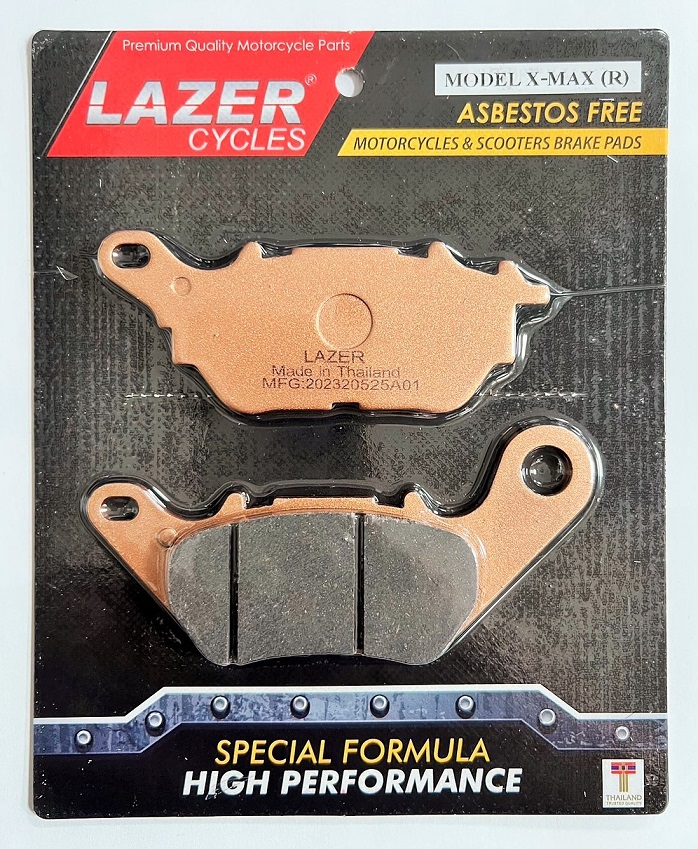 Premium Quality Motorcycle Parts
LAZER®
CYCLES
MODEL X-MAX (R)
ASBESTOS FREE
MOTORCYCLES & SCOOTERS BRAKE PADS
LAZER
Made in Thailand
MFG:202320525A01
SPECIAL FORMULA
HIGH PERFORMANCE
THAILAND
TRUSTED QUALITY